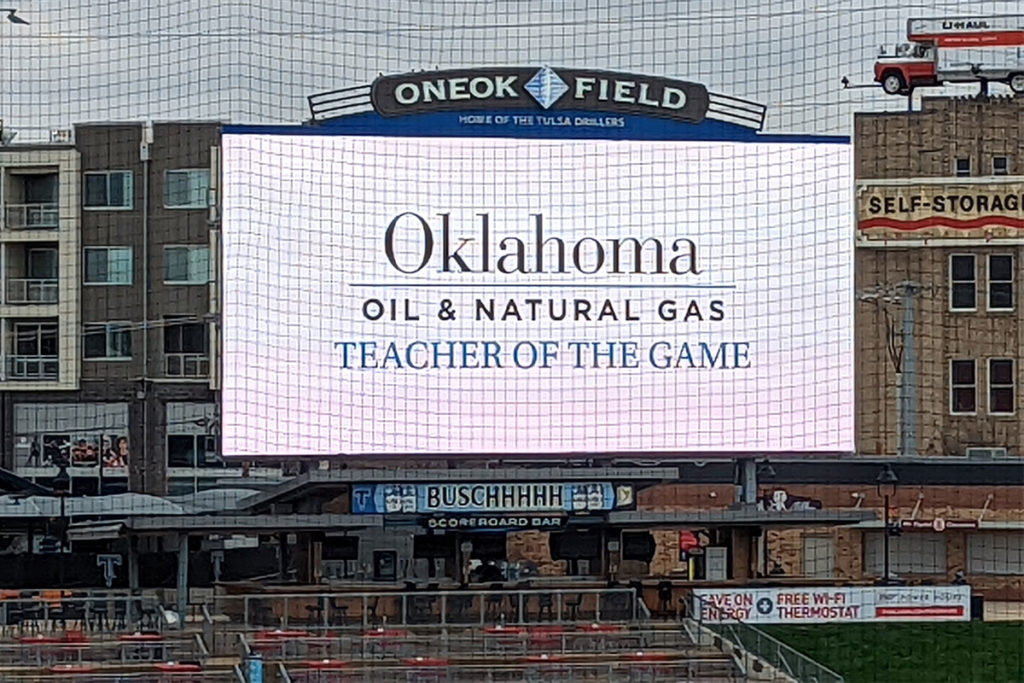 U-HAUL
ONEOK FIELD
HOME OF THE TULSA DRILLERS
SELF-STORAGE
Oklahoma
OIL & NATURAL GAS
TEACHER OF THE GAME
BUSCHHHHH
SCOREBOARD BAR
T
SAVE ON
ENERGY
FREE WI-FI
THERMOSTAT